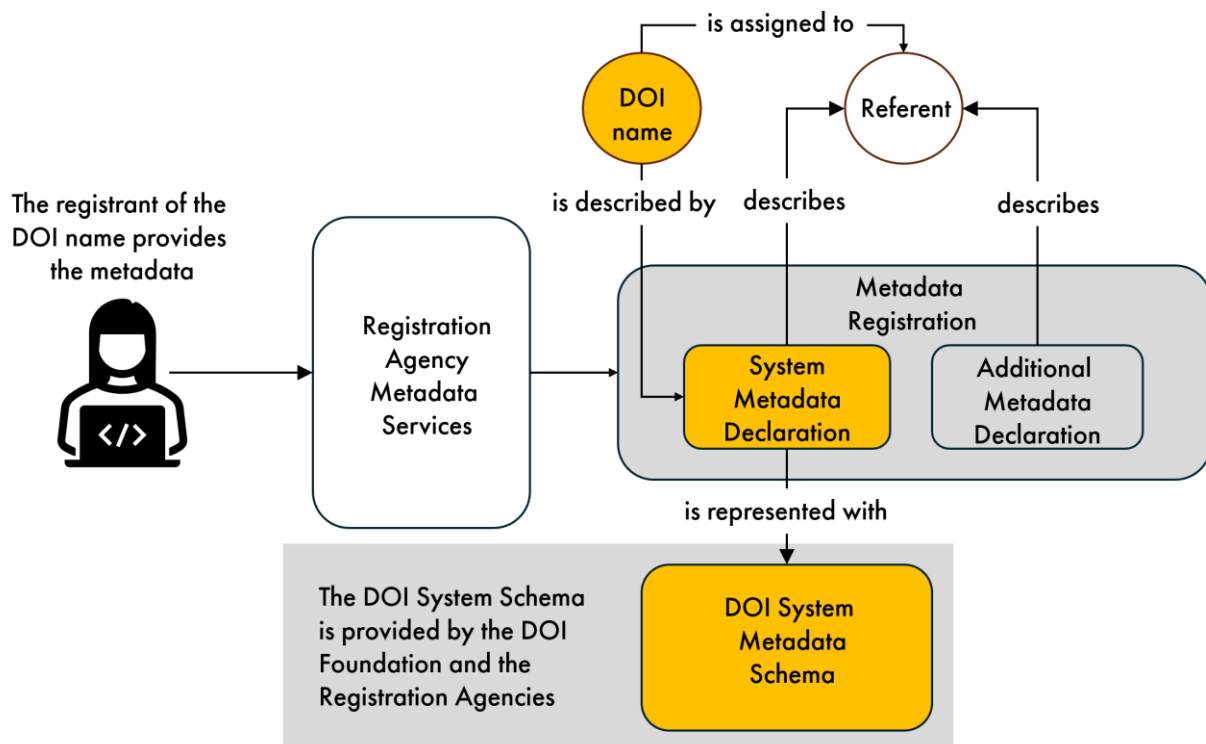 is assigned to
DOI
name
Referent
is described by
describes
describes
The registrant of the
DOI name provides
the metadata
</>
Registration
Agency
Metadata
Services
Metadata
Registration
System
Metadata
Declaration
Additional
Metadata
Declaration
is represented with
The DOI System Schema
is provided by the DOI
Foundation and the
Registration Agencies
DOI System
Metadata
Schema